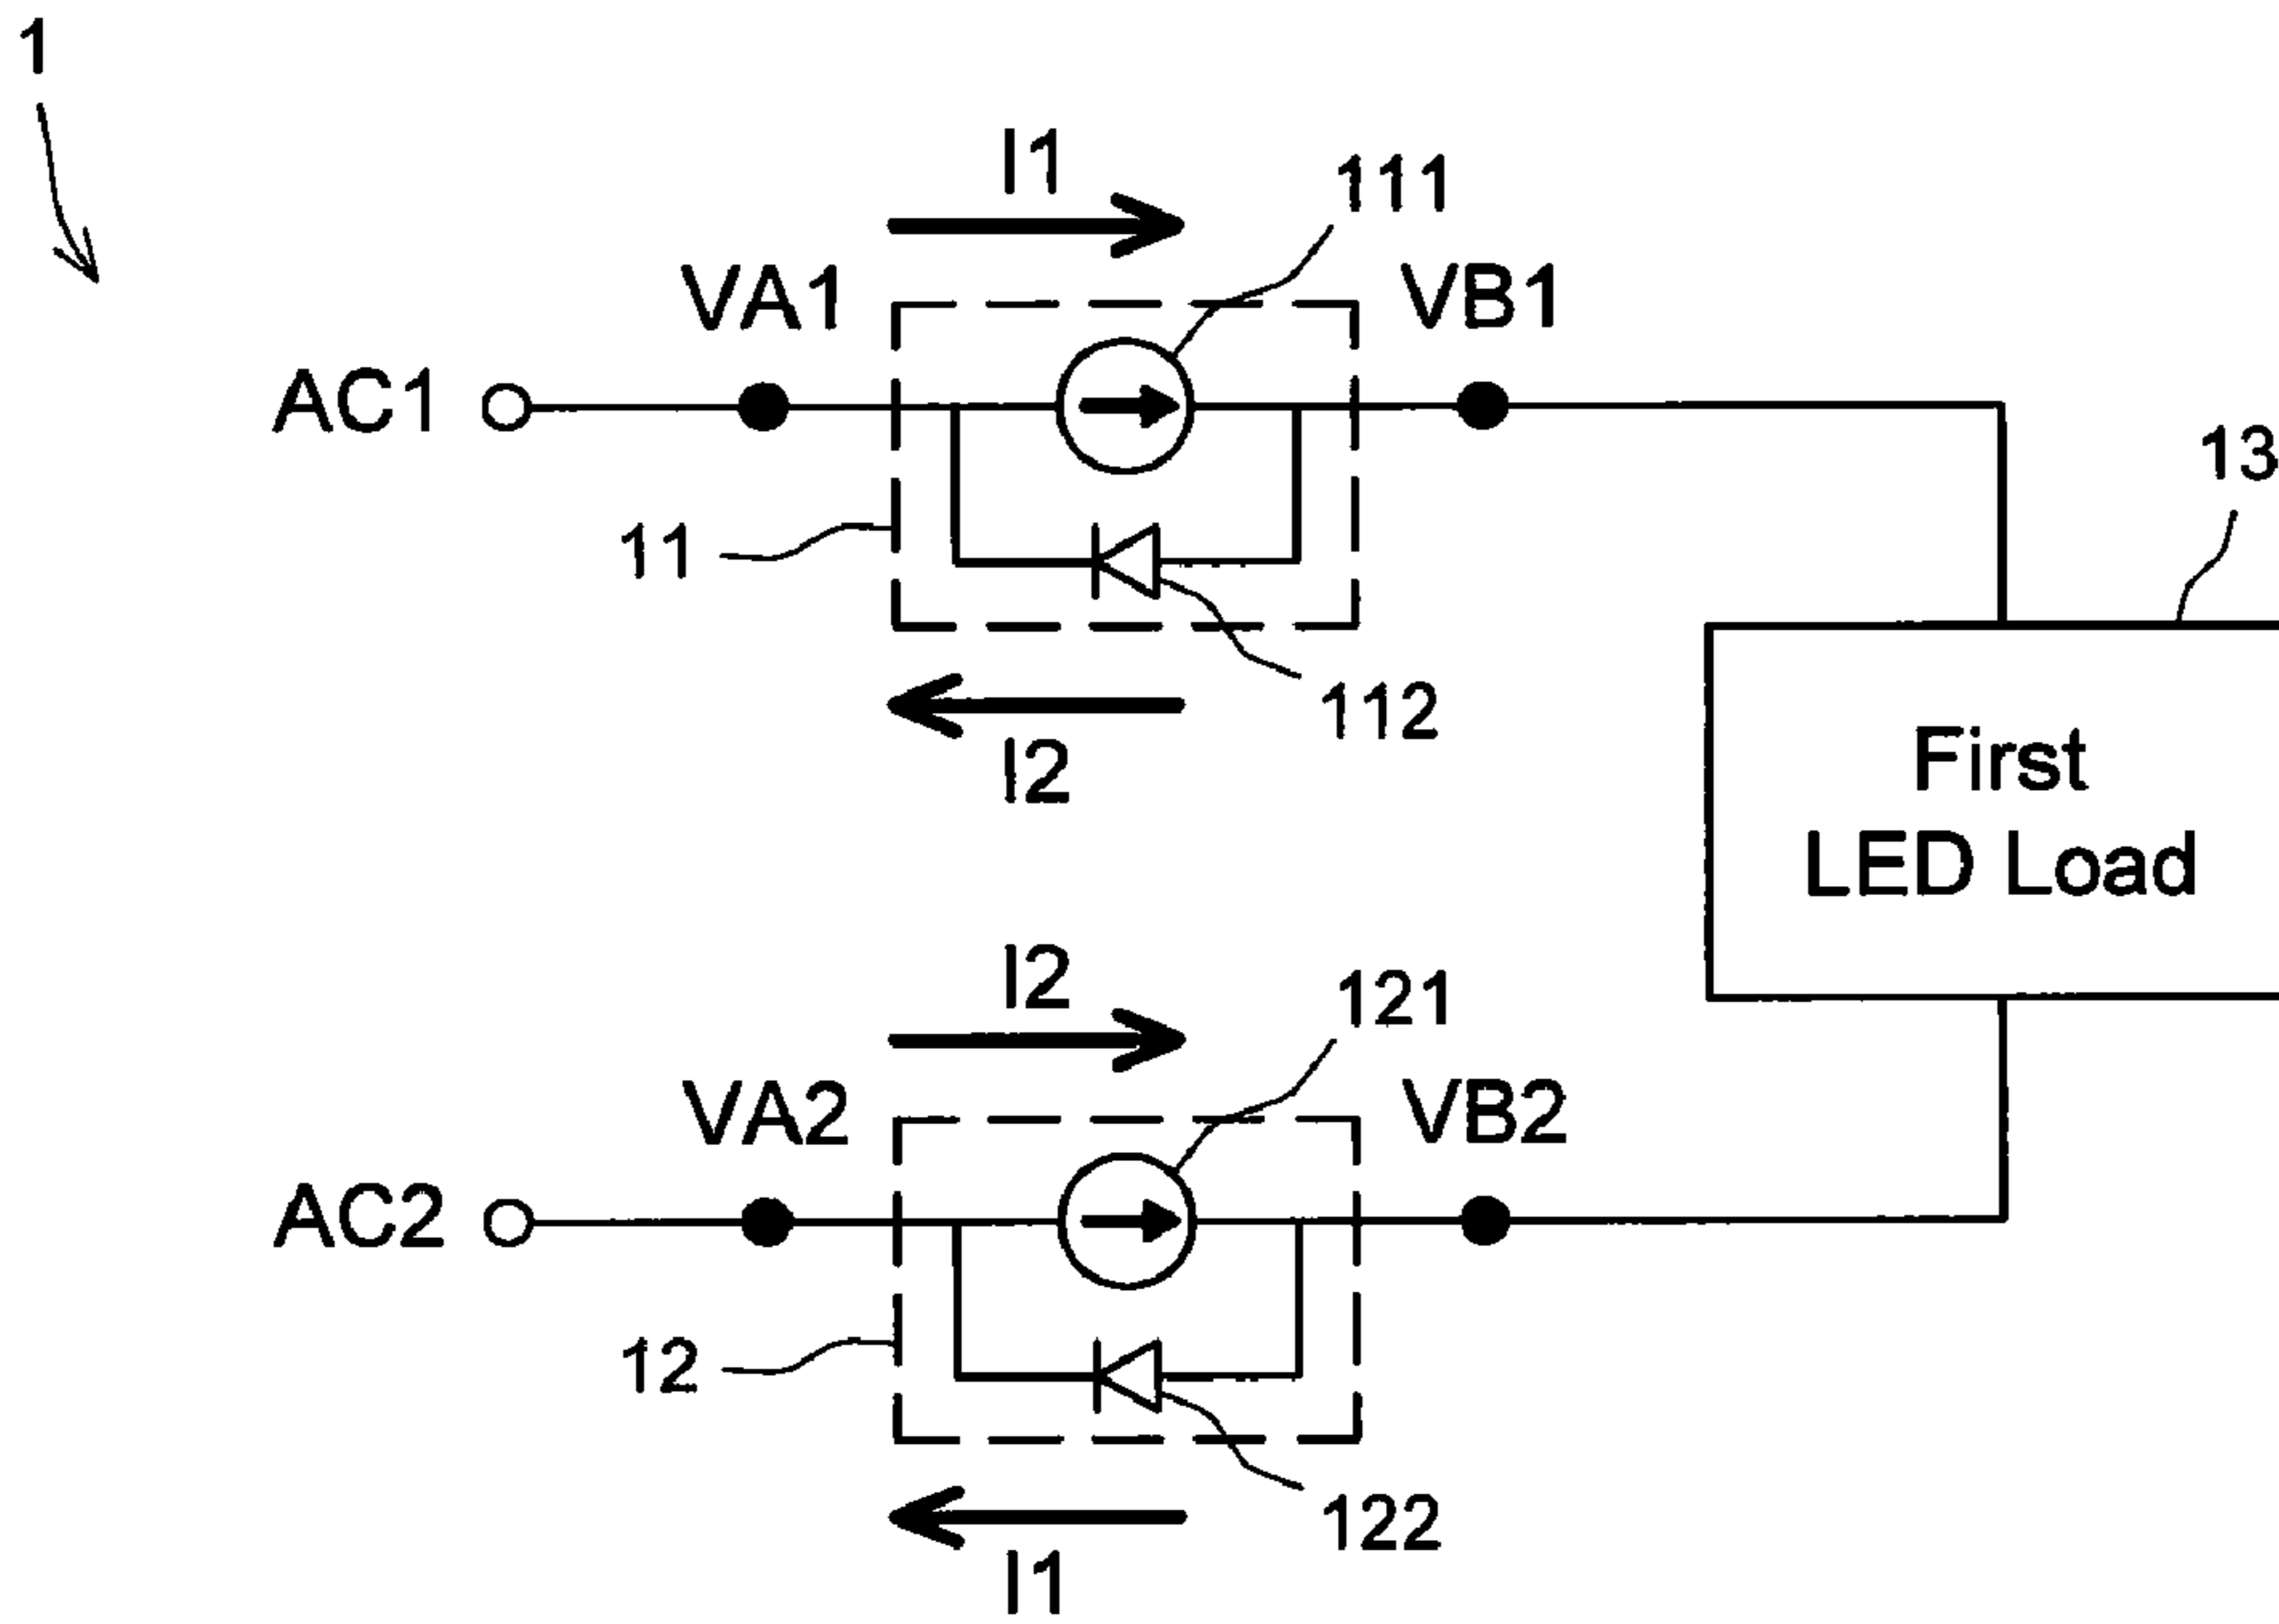 1
I1
111
VA1
VB1
AC1
13
11
112
I2
First
LED Load
I2
121
VA2
VB2
AC2
12
122
I1